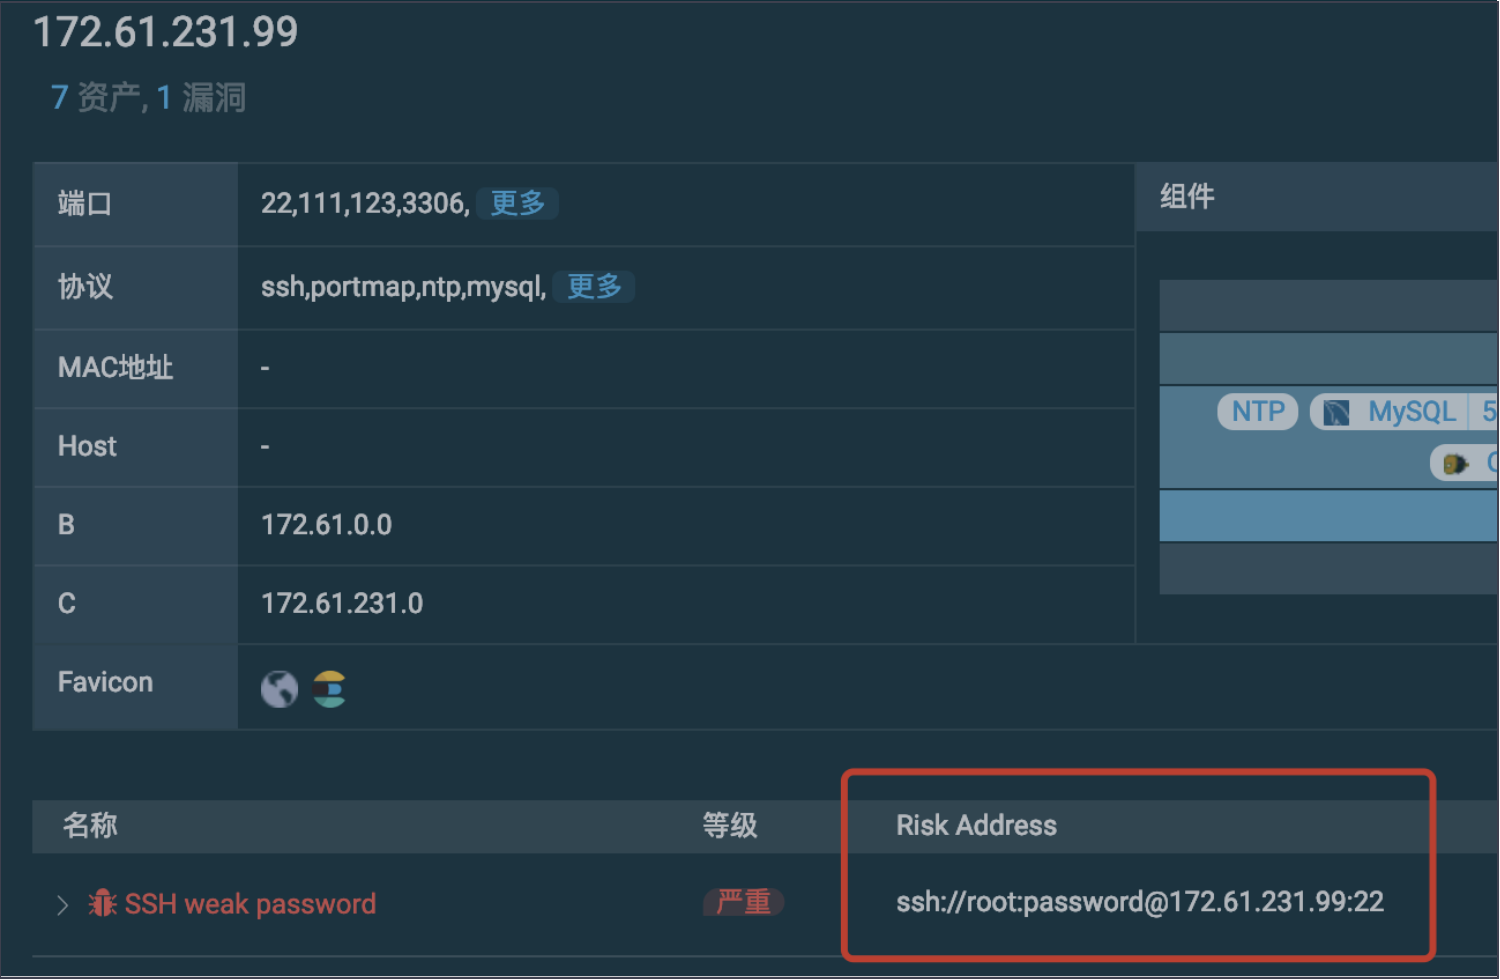 172.61.231.99
7 资产, 1 漏洞
端口 22,111,123,3306, 更多
组件
协议 ssh,portmap,ntp,mysql, 更多
MAC地址 -
NTP MySQL 5
Host -
B 172.61.0.0
C 172.61.231.0
Favicon
名称 等级 Risk Address
SSH weak password 严重 ssh://root:password@172.61.231.99:22